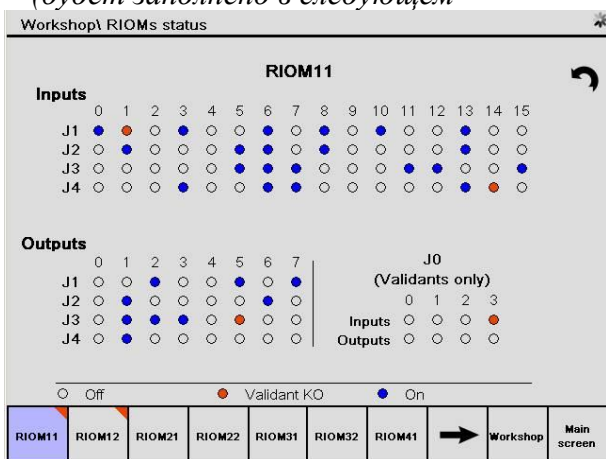 (будет заполнено в следующем
Workshop\ RIOMs status
RIOM11
Inputs
0 1 2 3 4 5 6 7 8 9 10 11 12 13 14 15
J1
J2
J3
J4
Outputs
0 1 2 3 4 5 6 7
J1
J2
J3
J4
J0
(Validants only)
0 1 2 3
Inputs
Outputs
Off Validant KO On
RIOM11 RIOM12 RIOM21 RIOM22 RIOM31 RIOM32 RIOM41 Workshop Main screen